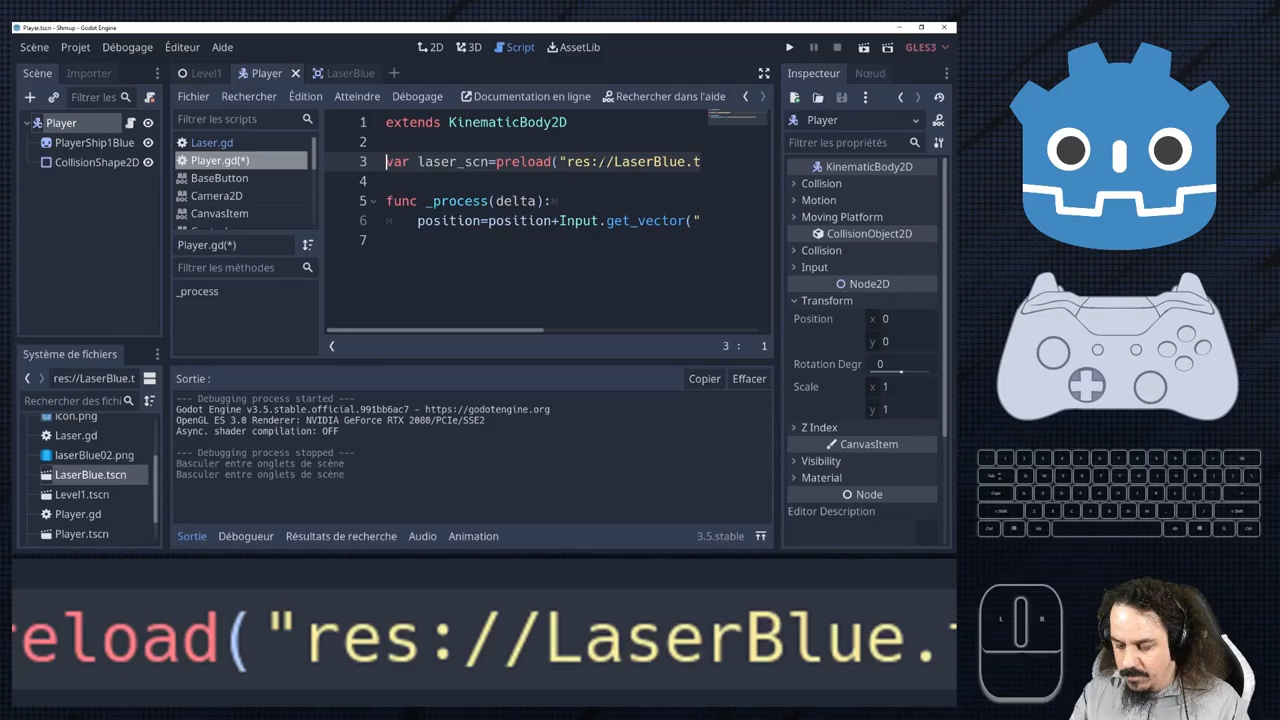 Player.tscn - Shmup - Godot Engine
Scène Projet Débogage Éditeur Aide
2D 3D Script AssetLib
GLES3
Scène Importer
Level1 Player LaserBlue
Inspecteur Nœud
Filtrer les
Fichier Rechercher Édition Atteindre Débogage Documentation en ligne Rechercher dans l'aide
Player
PlayerShip1Blue
CollisionShape2D
Filtrer les scripts
Laser.gd
Player.gd(*)
BaseButton
Camera2D
CanvasItem
Player.gd(*)
Filtrer les méthodes
_process
1 extends KinematicBody2D
2
3 var laser_scn=preload("res://LaserBlue.t
4
5 func _process(delta):
6 position=position+Input.get_vector("
7
3 : 1
Player
Filtrer les propriétés
KinematicBody2D
Collision
Motion
Moving Platform
CollisionObject2D
Collision
Input
Node2D
Transform
Position x 0
y 0
Rotation Degr 0
Scale x 1
y 1
Z Index
CanvasItem
Visibility
Material
Node
Editor Description
Système de fichiers
res://LaserBlue.t
Rechercher des fichi
icon.png
Laser.gd
laserBlue02.png
LaserBlue.tscn
Level1.tscn
Player.gd
Player.tscn
Sortie : Copier Effacer
--- Debugging process started ---
Godot Engine v3.5.stable.official.991bb6ac7 - https://godotengine.org
OpenGL ES 3.0 Renderer: NVIDIA GeForce RTX 2080/PCIe/SSE2
Async. shader compilation: OFF
--- Debugging process stopped ---
Basculer entre onglets de scène
Basculer entre onglets de scène
Sortie Débogueur Résultats de recherche Audio Animation 3.5.stable
reload("res://LaserBlue.
L R